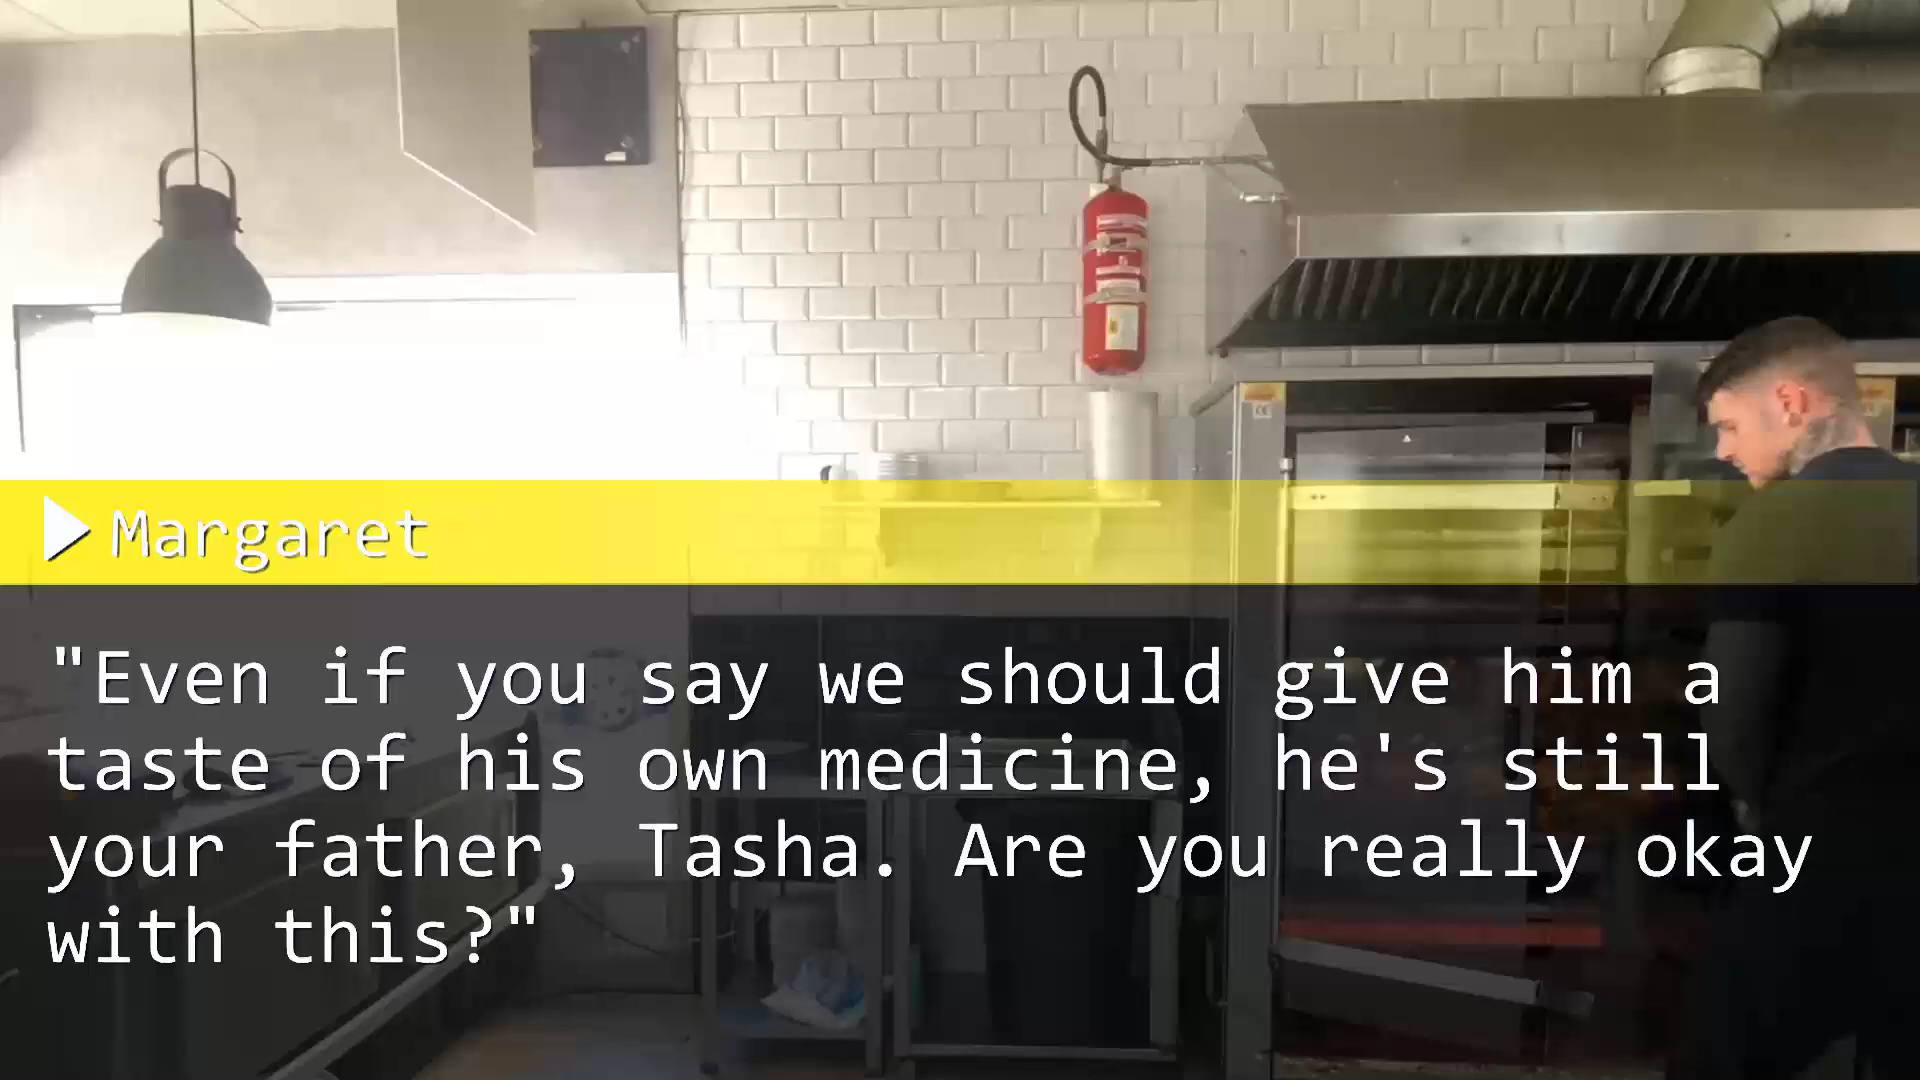 Margaret
"Even if you say we should give him a
taste of his own medicine, he's still
your father, Tasha. Are you really okay
with this?"